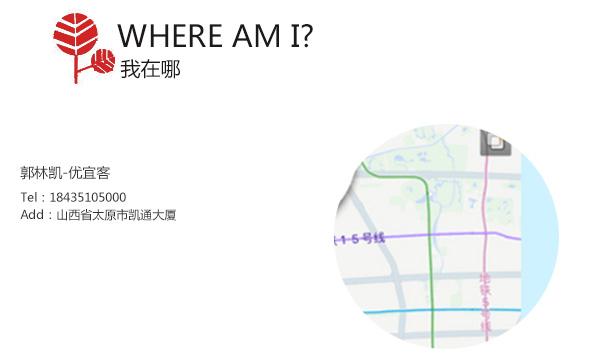 WHERE AM I?
我在哪
郭林凯-优宜客
Tel：18435105000
Add：山西省太原市凯通大厦
15号线
地铁5号线